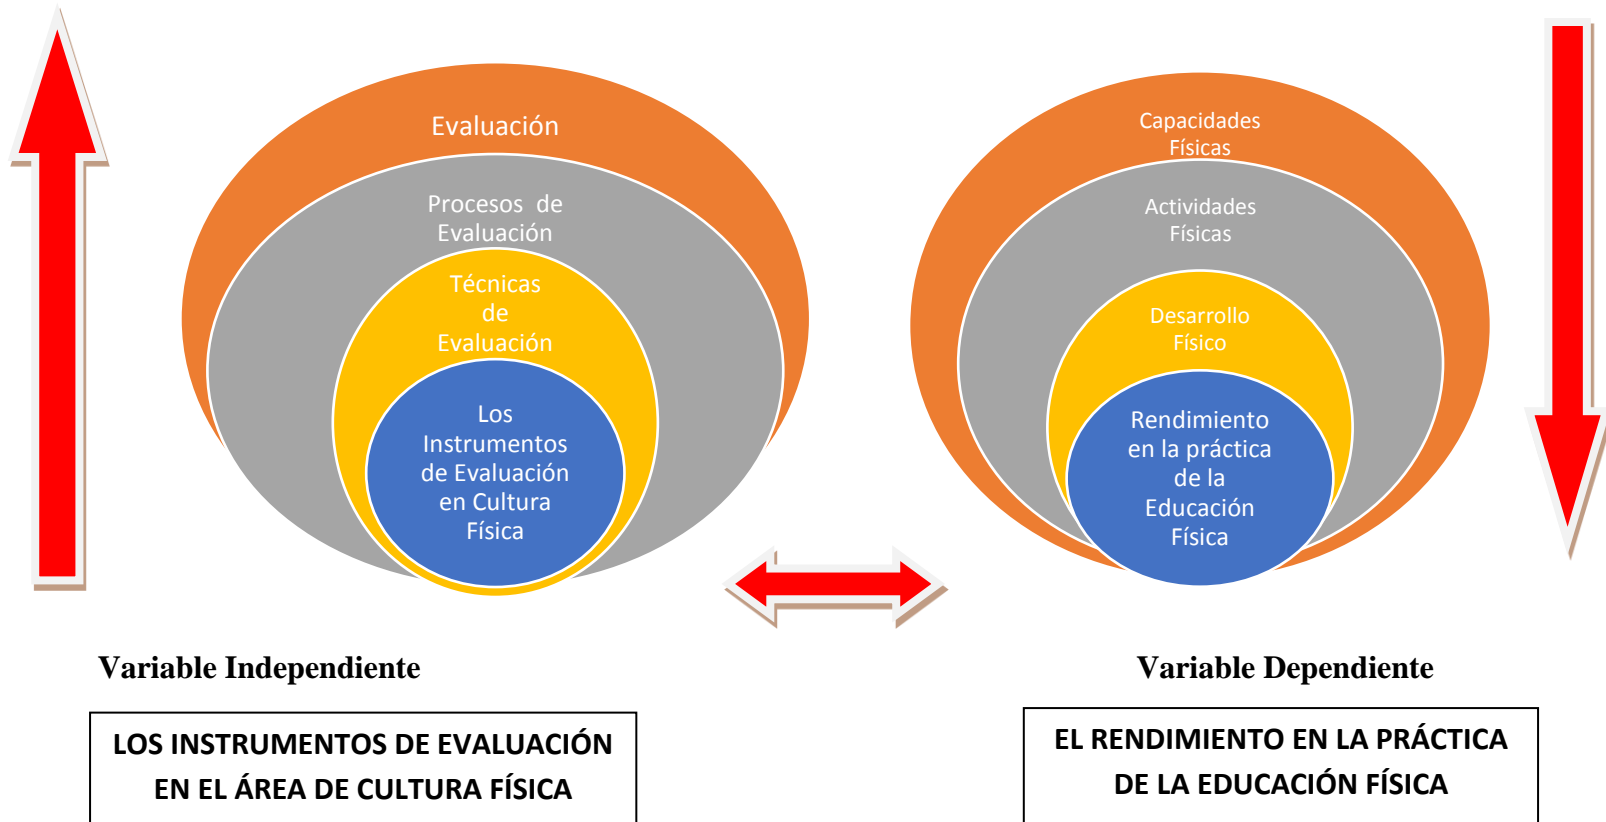 Evaluación
Procesos de
Evaluación
Técnicas
de
Evaluación
Los
Instrumentos
de Evaluación
en Cultura
Física
Capacidades
Físicas
Actividades
Físicas
Desarrollo
Físico
Rendimiento
en la práctica
de la
Educación
Física
Variable Independiente
Variable Dependiente
LOS INSTRUMENTOS DE EVALUACIÓN
EN EL ÁREA DE CULTURA FÍSICA
EL RENDIMIENTO EN LA PRÁCTICA
DE LA EDUCACIÓN FÍSICA